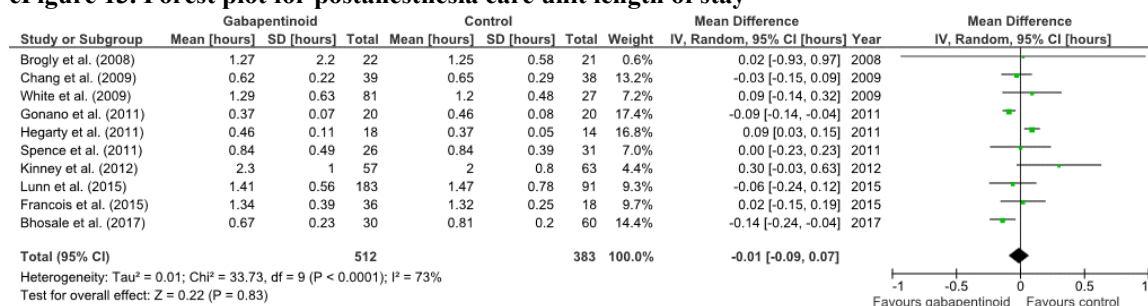 eFigure 15. Forest plot for postanesthesia care unit length of stay
Gabapentinoid Control Mean Difference Mean Difference
Study or Subgroup Mean [hours] SD [hours] Total Mean [hours] SD [hours] Total Weight IV, Random, 95% CI [hours] Year IV, Random, 95% CI [hours]
Brogly et al. (2008) 1.27 2.2 22 1.25 0.58 21 0.6% 0.02 [-0.93, 0.97] 2008
Chang et al. (2009) 0.62 0.22 39 0.65 0.29 38 13.2% -0.03 [-0.15, 0.09] 2009
White et al. (2009) 1.29 0.63 81 1.2 0.48 27 7.2% 0.09 [-0.14, 0.32] 2009
Gonano et al. (2011) 0.37 0.07 20 0.46 0.08 20 17.4% -0.09 [-0.14, -0.04] 2011
Hegarty et al. (2011) 0.46 0.11 18 0.37 0.05 14 16.8% 0.09 [0.03, 0.15] 2011
Spence et al. (2011) 0.84 0.49 26 0.84 0.39 31 7.1% 0.00 [-0.23, 0.23] 2011
Kinney et al. (2012) 2.3 1 57 2 0.8 63 4.4% 0.30 [-0.03, 0.63] 2012
Lunn et al. (2015) 1.41 0.56 183 1.47 0.78 91 9.3% -0.06 [-0.24, 0.12] 2015
Francois et al. (2015) 1.34 0.39 36 1.32 0.25 18 9.6% 0.02 [-0.15, 0.19] 2015
Bhosale et al. (2017) 0.67 0.23 30 0.81 0.2 60 14.4% -0.14 [-0.24, -0.04] 2017
Total (95% CI) 512 383 100.0% -0.01 [-0.09, 0.07]
Heterogeneity: Tau² = 0.01; Chi² = 33.73, df = 9 (P < 0.0001); I² = 73%
Test for overall effect: Z = 0.22 (P = 0.83)
-1 -0.5 0 0.5 1
Favours gabapentinoid Favours control